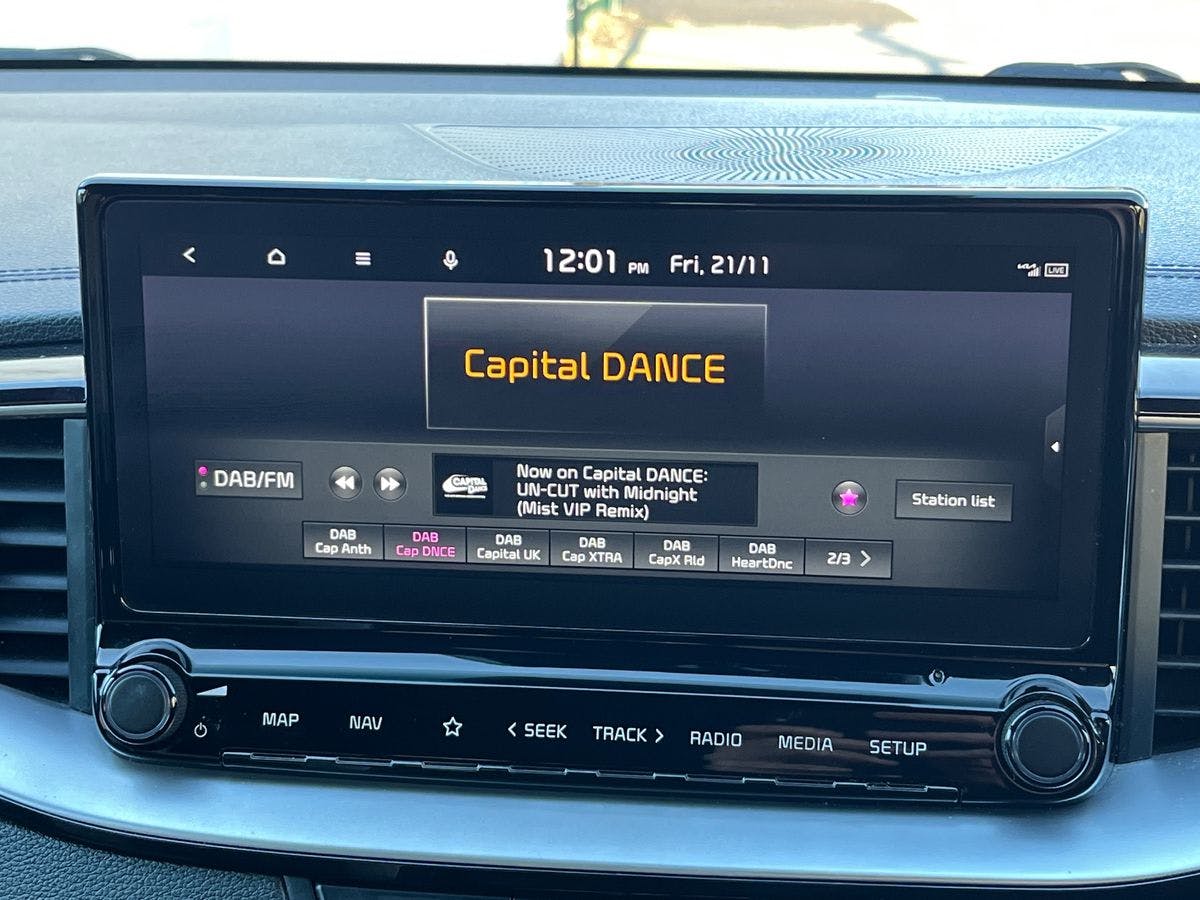 12:01 PM Fri, 21/11
LIVE
Capital DANCE
DAB/FM
CAPITAL
DANCE
Now on Capital DANCE:
UN-CUT with Midnight
(Mist VIP Remix)
Station list
DAB
Cap Anth
DAB
Cap DNCE
DAB
Capital UK
DAB
Cap XTRA
DAB
CapX Rld
DAB
HeartDnc
2/3
MAP
NAV
SEEK
TRACK
RADIO
MEDIA
SETUP